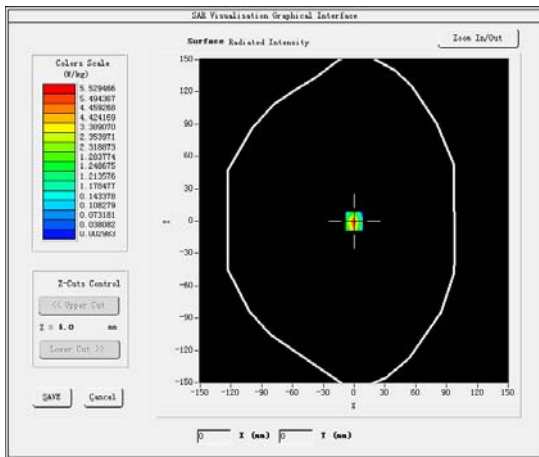 SAR Visualisation Graphical Interface
Surface Radiated Intensity
Zoom In/Out
Colors Scale
(W/kg)
5.529466
5.494387
4.459288
4.424169
3.389070
2.353971
2.318873
1.283774
1.248675
1.213576
1.178477
0.143378
0.108279
0.073181
0.038082
0.002983
150
120
90
60
30
0
-30
-60
-90
-120
-150
-150 -120 -90 -60 -30 0 30 60 90 120 150
X
Z-Cuts Control
<< Upper Cut
Z = 4.0 mm
Lower Cut >>
SAVE Cancel
0 X (mm) 0 Y (mm)